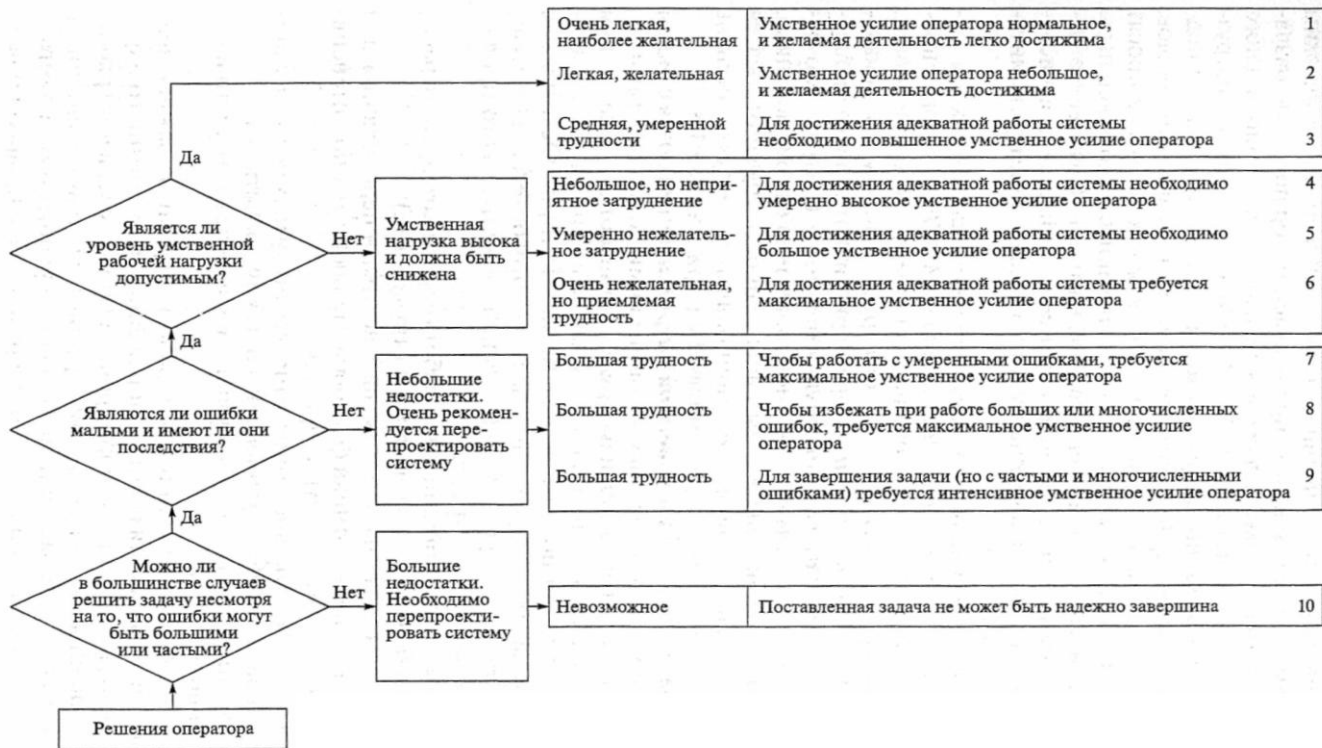 Очень легкая,
наиболее желательная
Умственное усилие оператора нормальное,
и желаемая деятельность легко достижима
1
Легкая, желательная
Умственное усилие оператора небольшое,
и желаемая деятельность достижима
2
Средняя, умеренной
трудности
Для достижения адекватной работы системы
необходимо повышенное умственное усилие оператора
3
Да
Является ли
уровень умственной
рабочей нагрузки
допустимым?
Нет
Умственная
нагрузка высока
и должна быть
снижена
Небольшое, но непри-
ятное затруднение
Для достижения адекватной работы системы необходимо
умеренно высокое умственное усилие оператора
4
Умеренно нежелатель-
ное затруднение
Для достижения адекватной работы системы необходимо
большое умственное усилие оператора
5
Очень нежелательная,
но приемлемая
трудность
Для достижения адекватной работы системы требуется
максимальное умственное усилие оператора
6
Да
Являются ли ошибки
малыми и имеют ли они
последствия?
Нет
Небольшие
недостатки.
Очень рекомен-
дуется пере-
проектировать
систему
Большая трудность
Чтобы работать с умеренными ошибками, требуется
максимальное умственное усилие оператора
7
Большая трудность
Чтобы избежать при работе больших или многочисленных
ошибок, требуется максимальное умственное усилие
оператора
8
Большая трудность
Для завершения задачи (но с частыми и многочисленными
ошибками) требуется интенсивное умственное усилие оператора
9
Да
Можно ли
в большинстве случаев
решить задачу несмотря
на то, что ошибки могут
быть большими
или частыми?
Нет
Большие
недостатки.
Необходимо
перепроекти-
ровать систему
Невозможное
Поставленная задача не может быть надежно завершина
10
Решения оператора